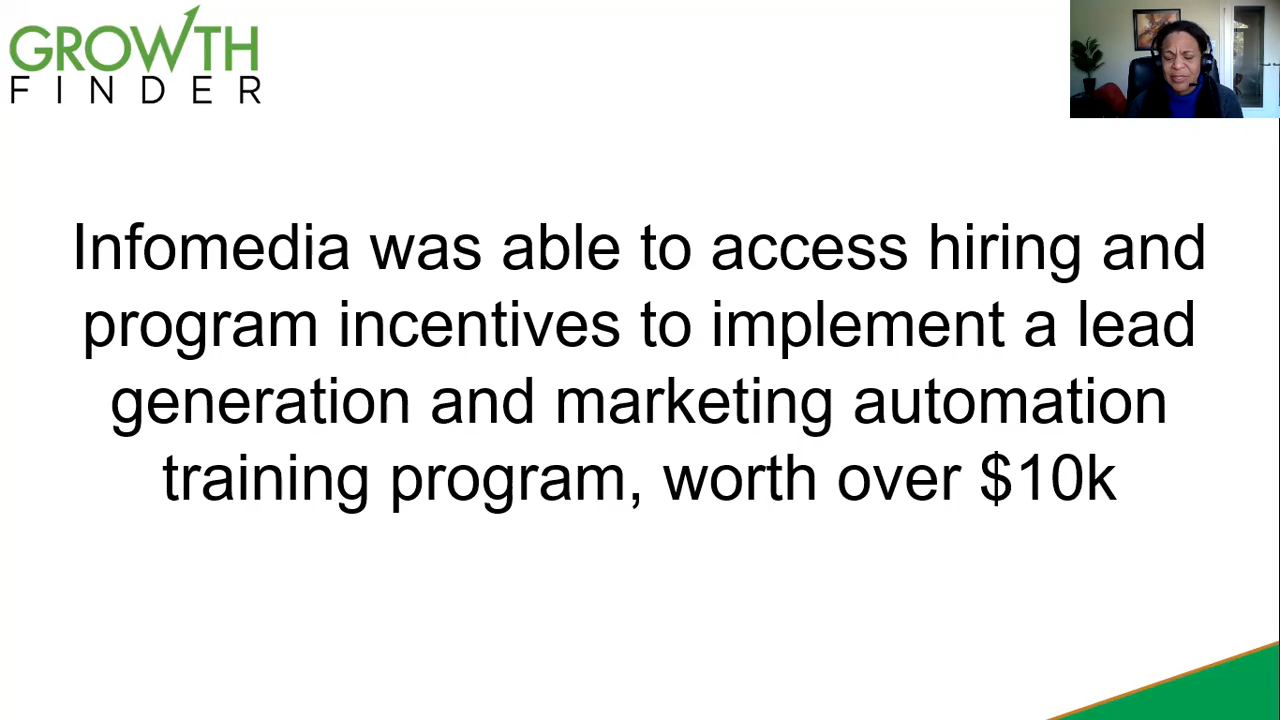 GROWTH
FINDER
Infomedia was able to access hiring and
program incentives to implement a lead
generation and marketing automation
training program, worth over $10k